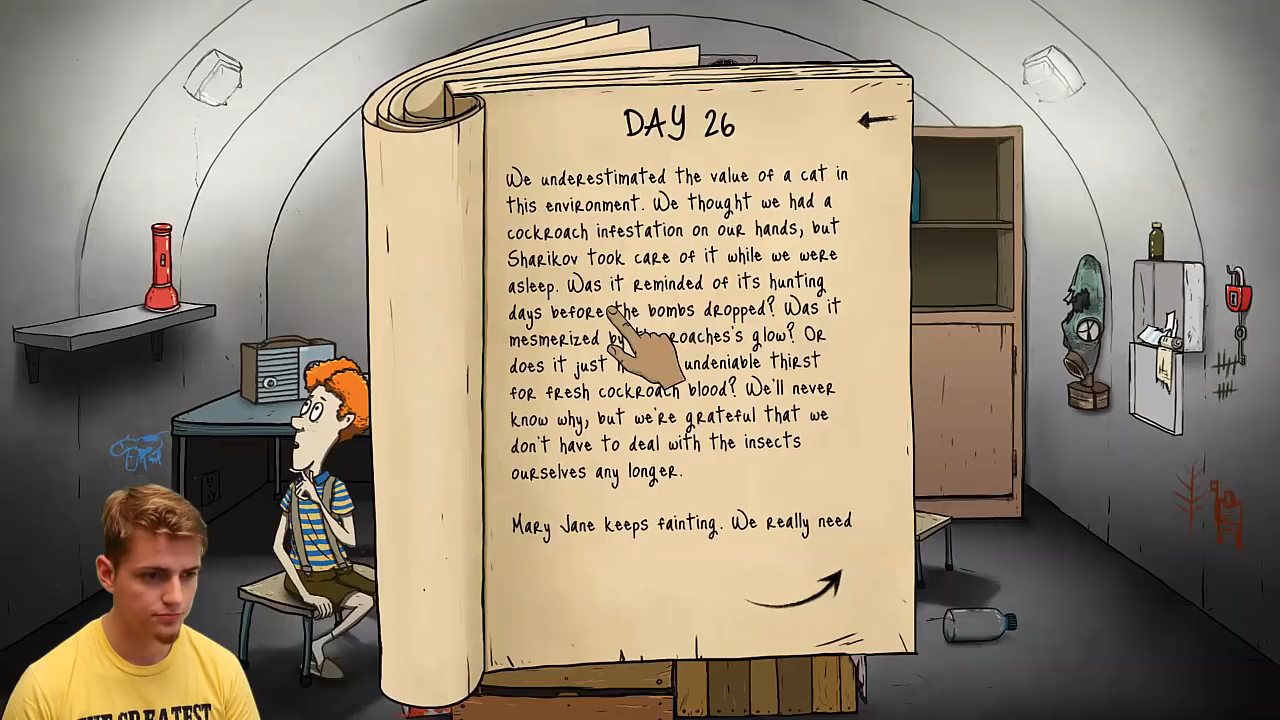 DAY 26
We underestimated the value of a cat in
this environment. We thought we had a
cockroach infestation on our hands, but
Sharikov took care of it while we were
asleep. Was it reminded of its hunting
days before the bombs dropped? Was it
mesmerized by roaches's glow? Or
does it just undeniable thirst
for fresh cockroach blood? We'll never
know why, but we're grateful that we
don't have to deal with the insects
ourselves any longer.
Mary Jane keeps fainting. We really need
THE GREATEST